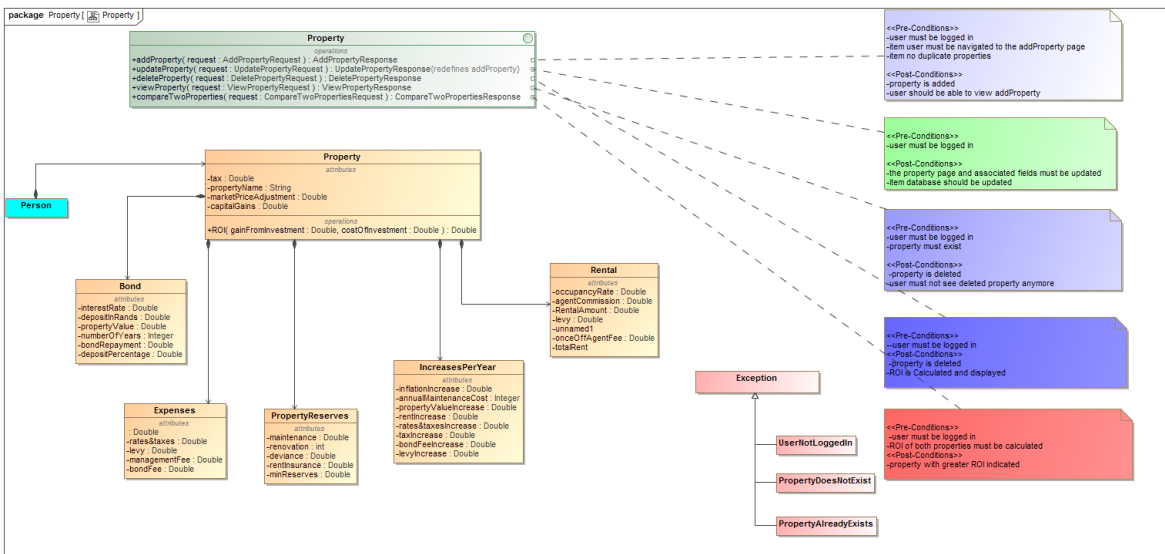 package Property [ Property ]
Property
operations
+addProperty( request : AddPropertyRequest ) : AddPropertyResponse
+updateProperty( request : UpdatePropertyRequest ) : UpdatePropertyResponse{redefines addProperty}
+deleteProperty( request : DeletePropertyRequest ) : DeletePropertyResponse
+viewProperty( request : ViewPropertyRequest ) : ViewPropertyResponse
+compareTwoProperties( request : CompareTwoPropertiesRequest ) : CompareTwoPropertiesResponse
<<Pre-Conditions>>
-user must be logged in
-item user must be navigated to the addProperty page
-item no duplicate properties
<<Post-Conditions>>
-property is added
-user should be able to view addProperty
<<Pre-Conditions>>
-user must be logged in
<<Post-Conditions>>
-the property page and associated fields must be updated
-item database should be updated
<<Pre-Conditions>>
-user must be logged in
-property must exist
<<Post-Conditions>>
-property is deleted
-user must not see deleted property anymore
<<Pre-Conditions>>
--user must be logged in
<<Post-Conditions>>
-property is deleted
-ROI is Calculated and displayed
<<Pre-Conditions>>
-user must be logged in
-ROI of both properties must be calculated
<<Post-Conditions>>
-property with greater ROI indicated
Person
Property
attributes
-tax : Double
-propertyName : String
-marketPriceAdjustment : Double
-capitalGains : Double
operations
+ROI( gainFromInvestment : Double, costOfInvestment : Double ) : Double
Bond
attributes
-interestRate : Double
-depositInRands : Double
-propertyValue : Double
-numberOfYears : Integer
-bondRepayment : Double
-depositPercentage : Double
Rental
attributes
-occupancyRate : Double
-agentCommission : Double
-RentalAmount : Double
-levy : Double
-unnamed1
-onceOffAgentFee : Double
-totalRent
IncreasesPerYear
attributes
-inflationIncrease : Double
-annualMaintenanceCost : Integer
-propertyValueIncrease : Double
-rentIncrease : Double
-rates&taxesIncrease : Double
-taxIncrease : Double
-bondFeeIncrease : Double
-levyIncrease : Double
Expenses
attributes
: Double
-rates&taxes : Double
-levy : Double
-managementFee : Double
-bondFee : Double
PropertyReserves
attributes
-maintenance : Double
-renovation : int
-deviance : Double
-rentInsurance : Double
-minReserves : Double
Exception
UserNotLoggedIn
PropertyDoesNotExist
PropertyAlreadyExists